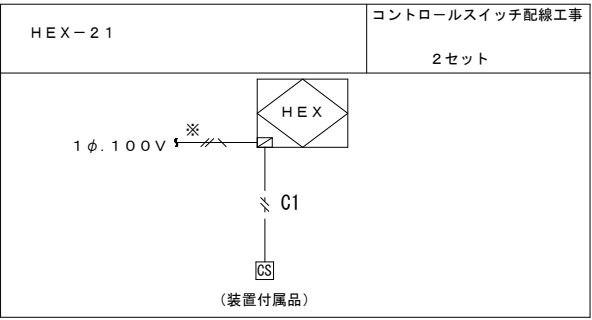 HEX-21
コントロールスイッチ配線工事
2セット
HEX
※
1φ.100V
C1
CS
(装置付属品)